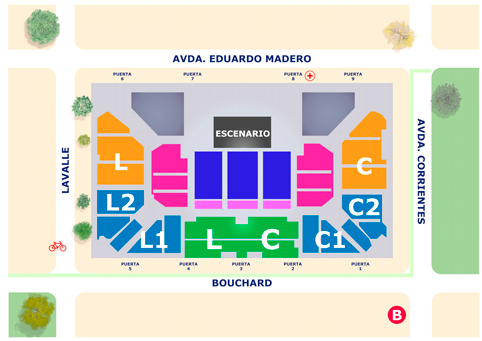 AVDA. EDUARDO MADERO
PUERTA 6
PUERTA 7
PUERTA 8
PUERTA 9
ESCENARIO
LAVALLE
AVDA. CORRIENTES
L
C
L2
C2
L1
L
C
C1
PUERTA 5
PUERTA 4
PUERTA 3
PUERTA 2
PUERTA 1
BOUCHARD
B